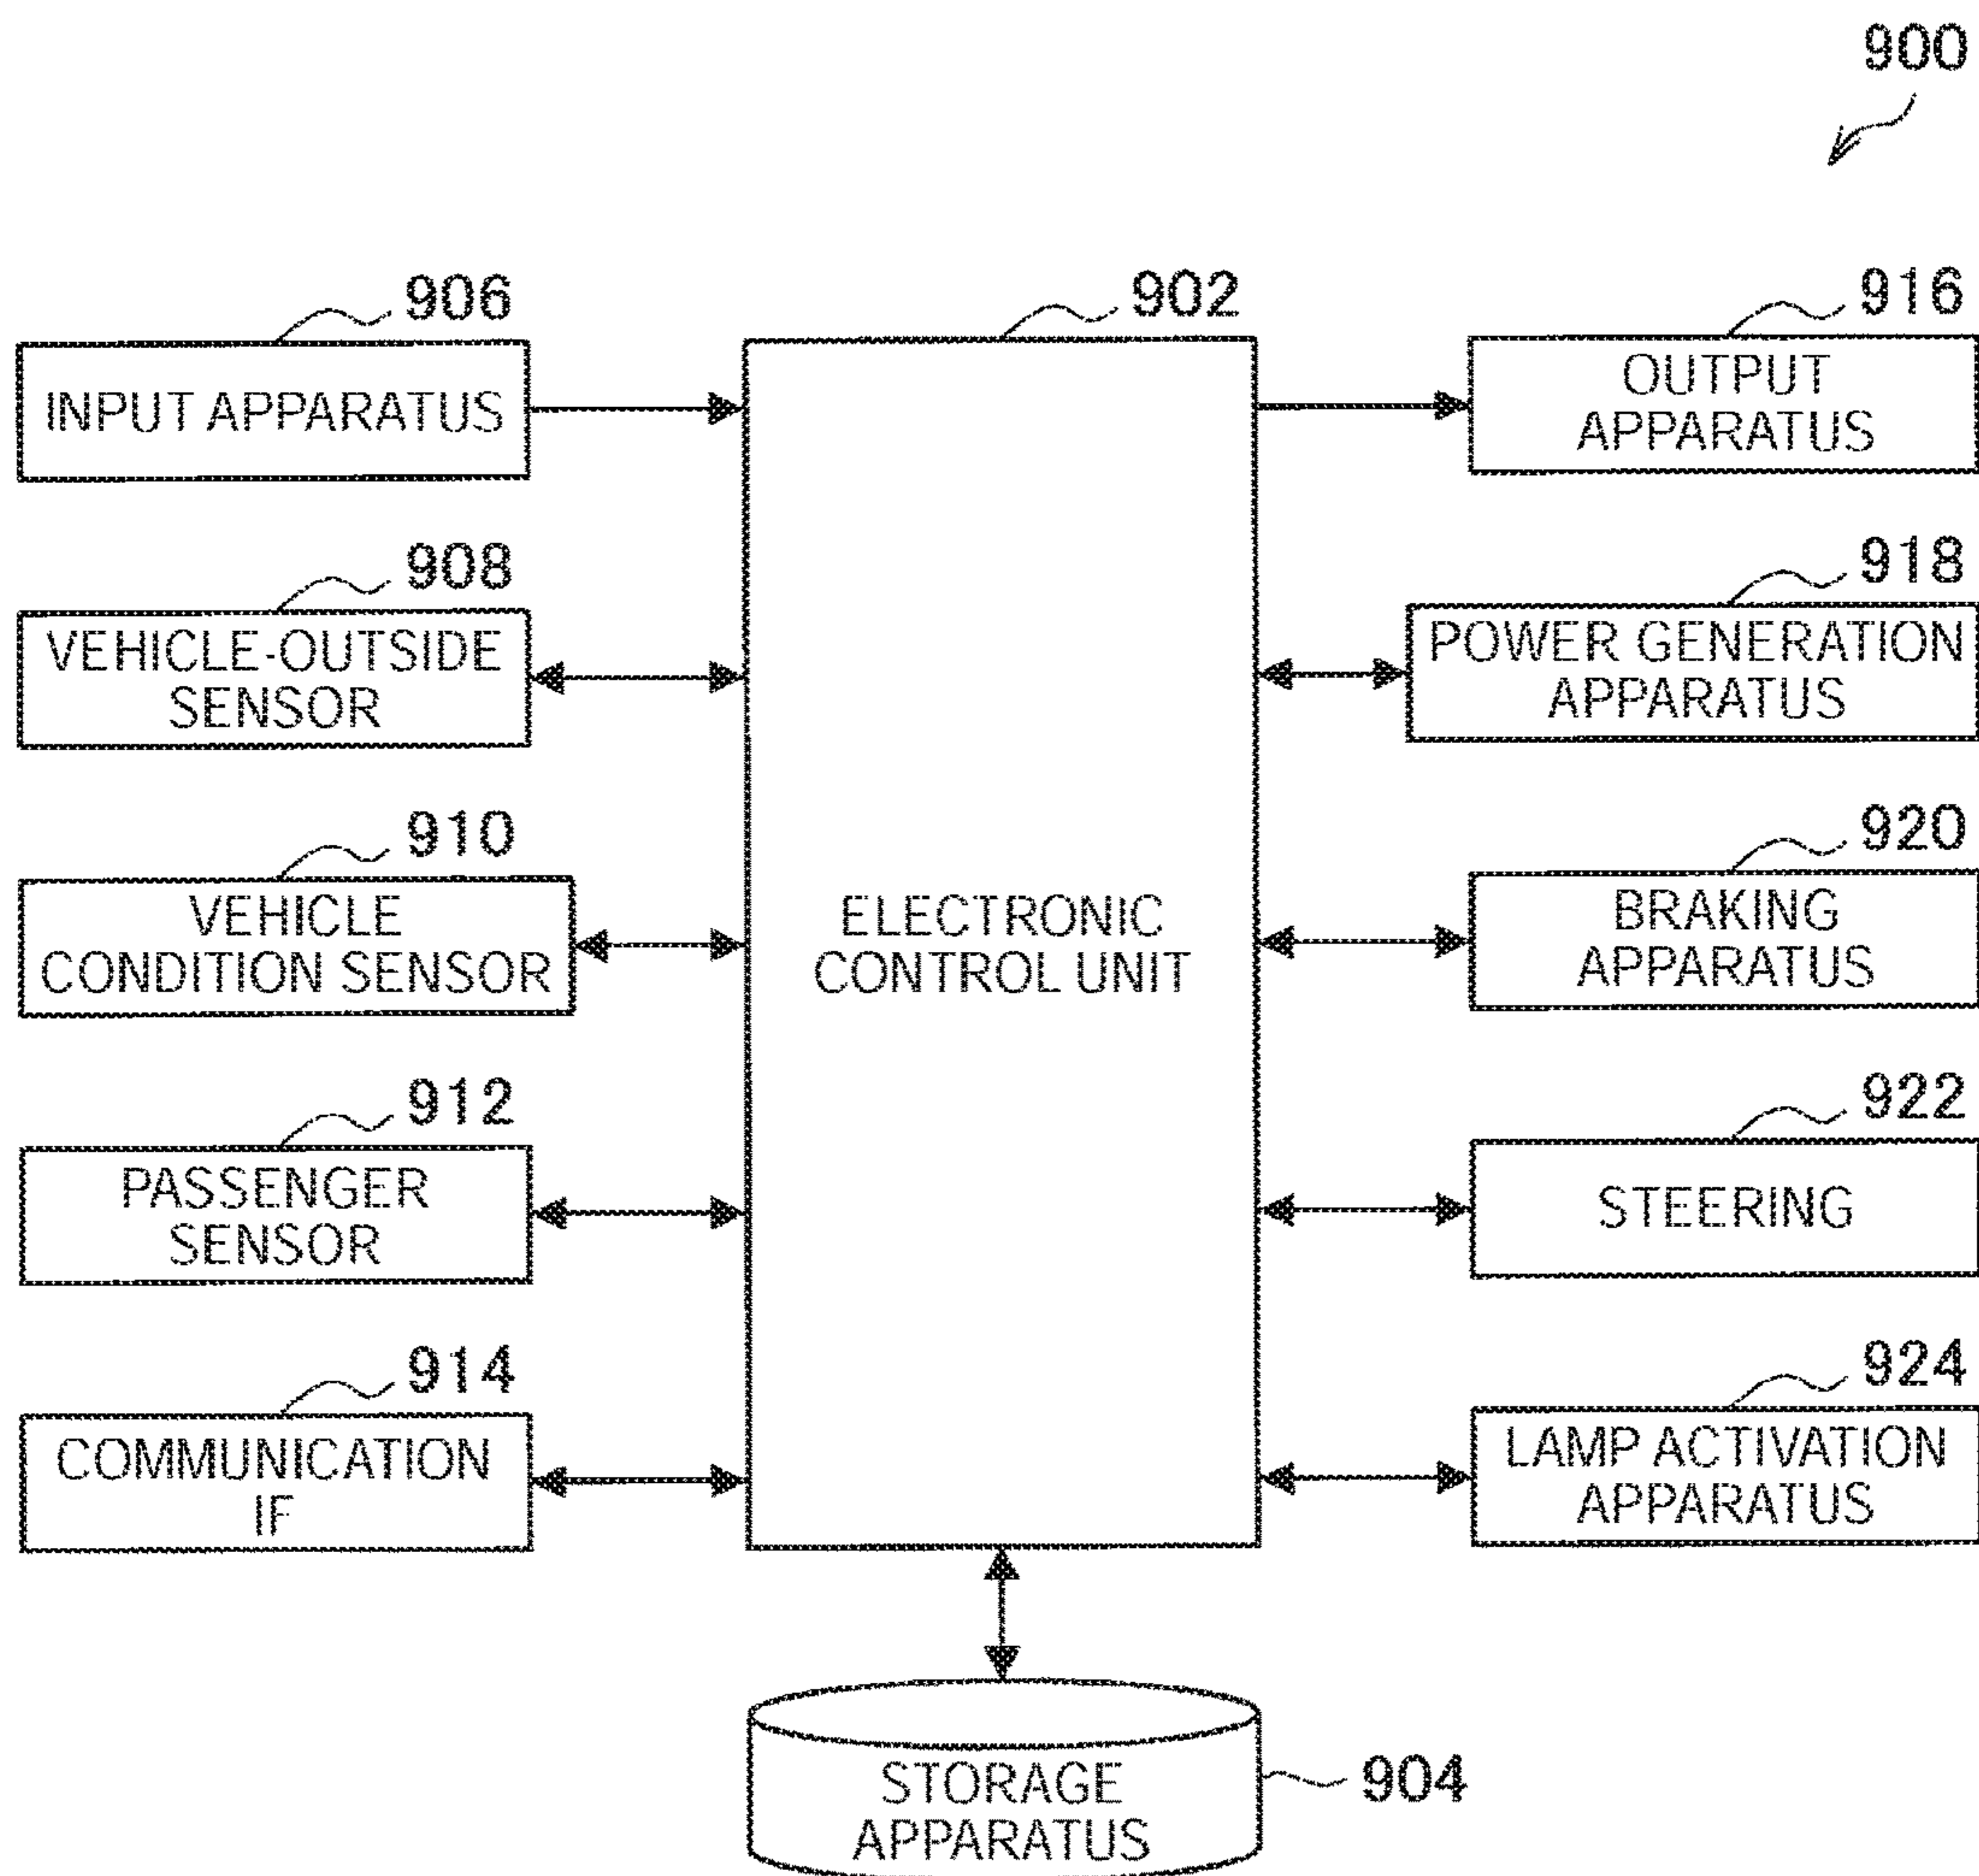 900
906
902
916
INPUT APPARATUS
OUTPUT
APPARATUS
908
918
VEHICLE-OUTSIDE
SENSOR
POWER GENERATION
APPARATUS
910
920
VEHICLE
CONDITION SENSOR
ELECTRONIC
CONTROL UNIT
BRAKING
APPARATUS
912
922
PASSENGER
SENSOR
STEERING
914
924
COMMUNICATION
IF
LAMP ACTIVATION
APPARATUS
STORAGE
APPARATUS
904